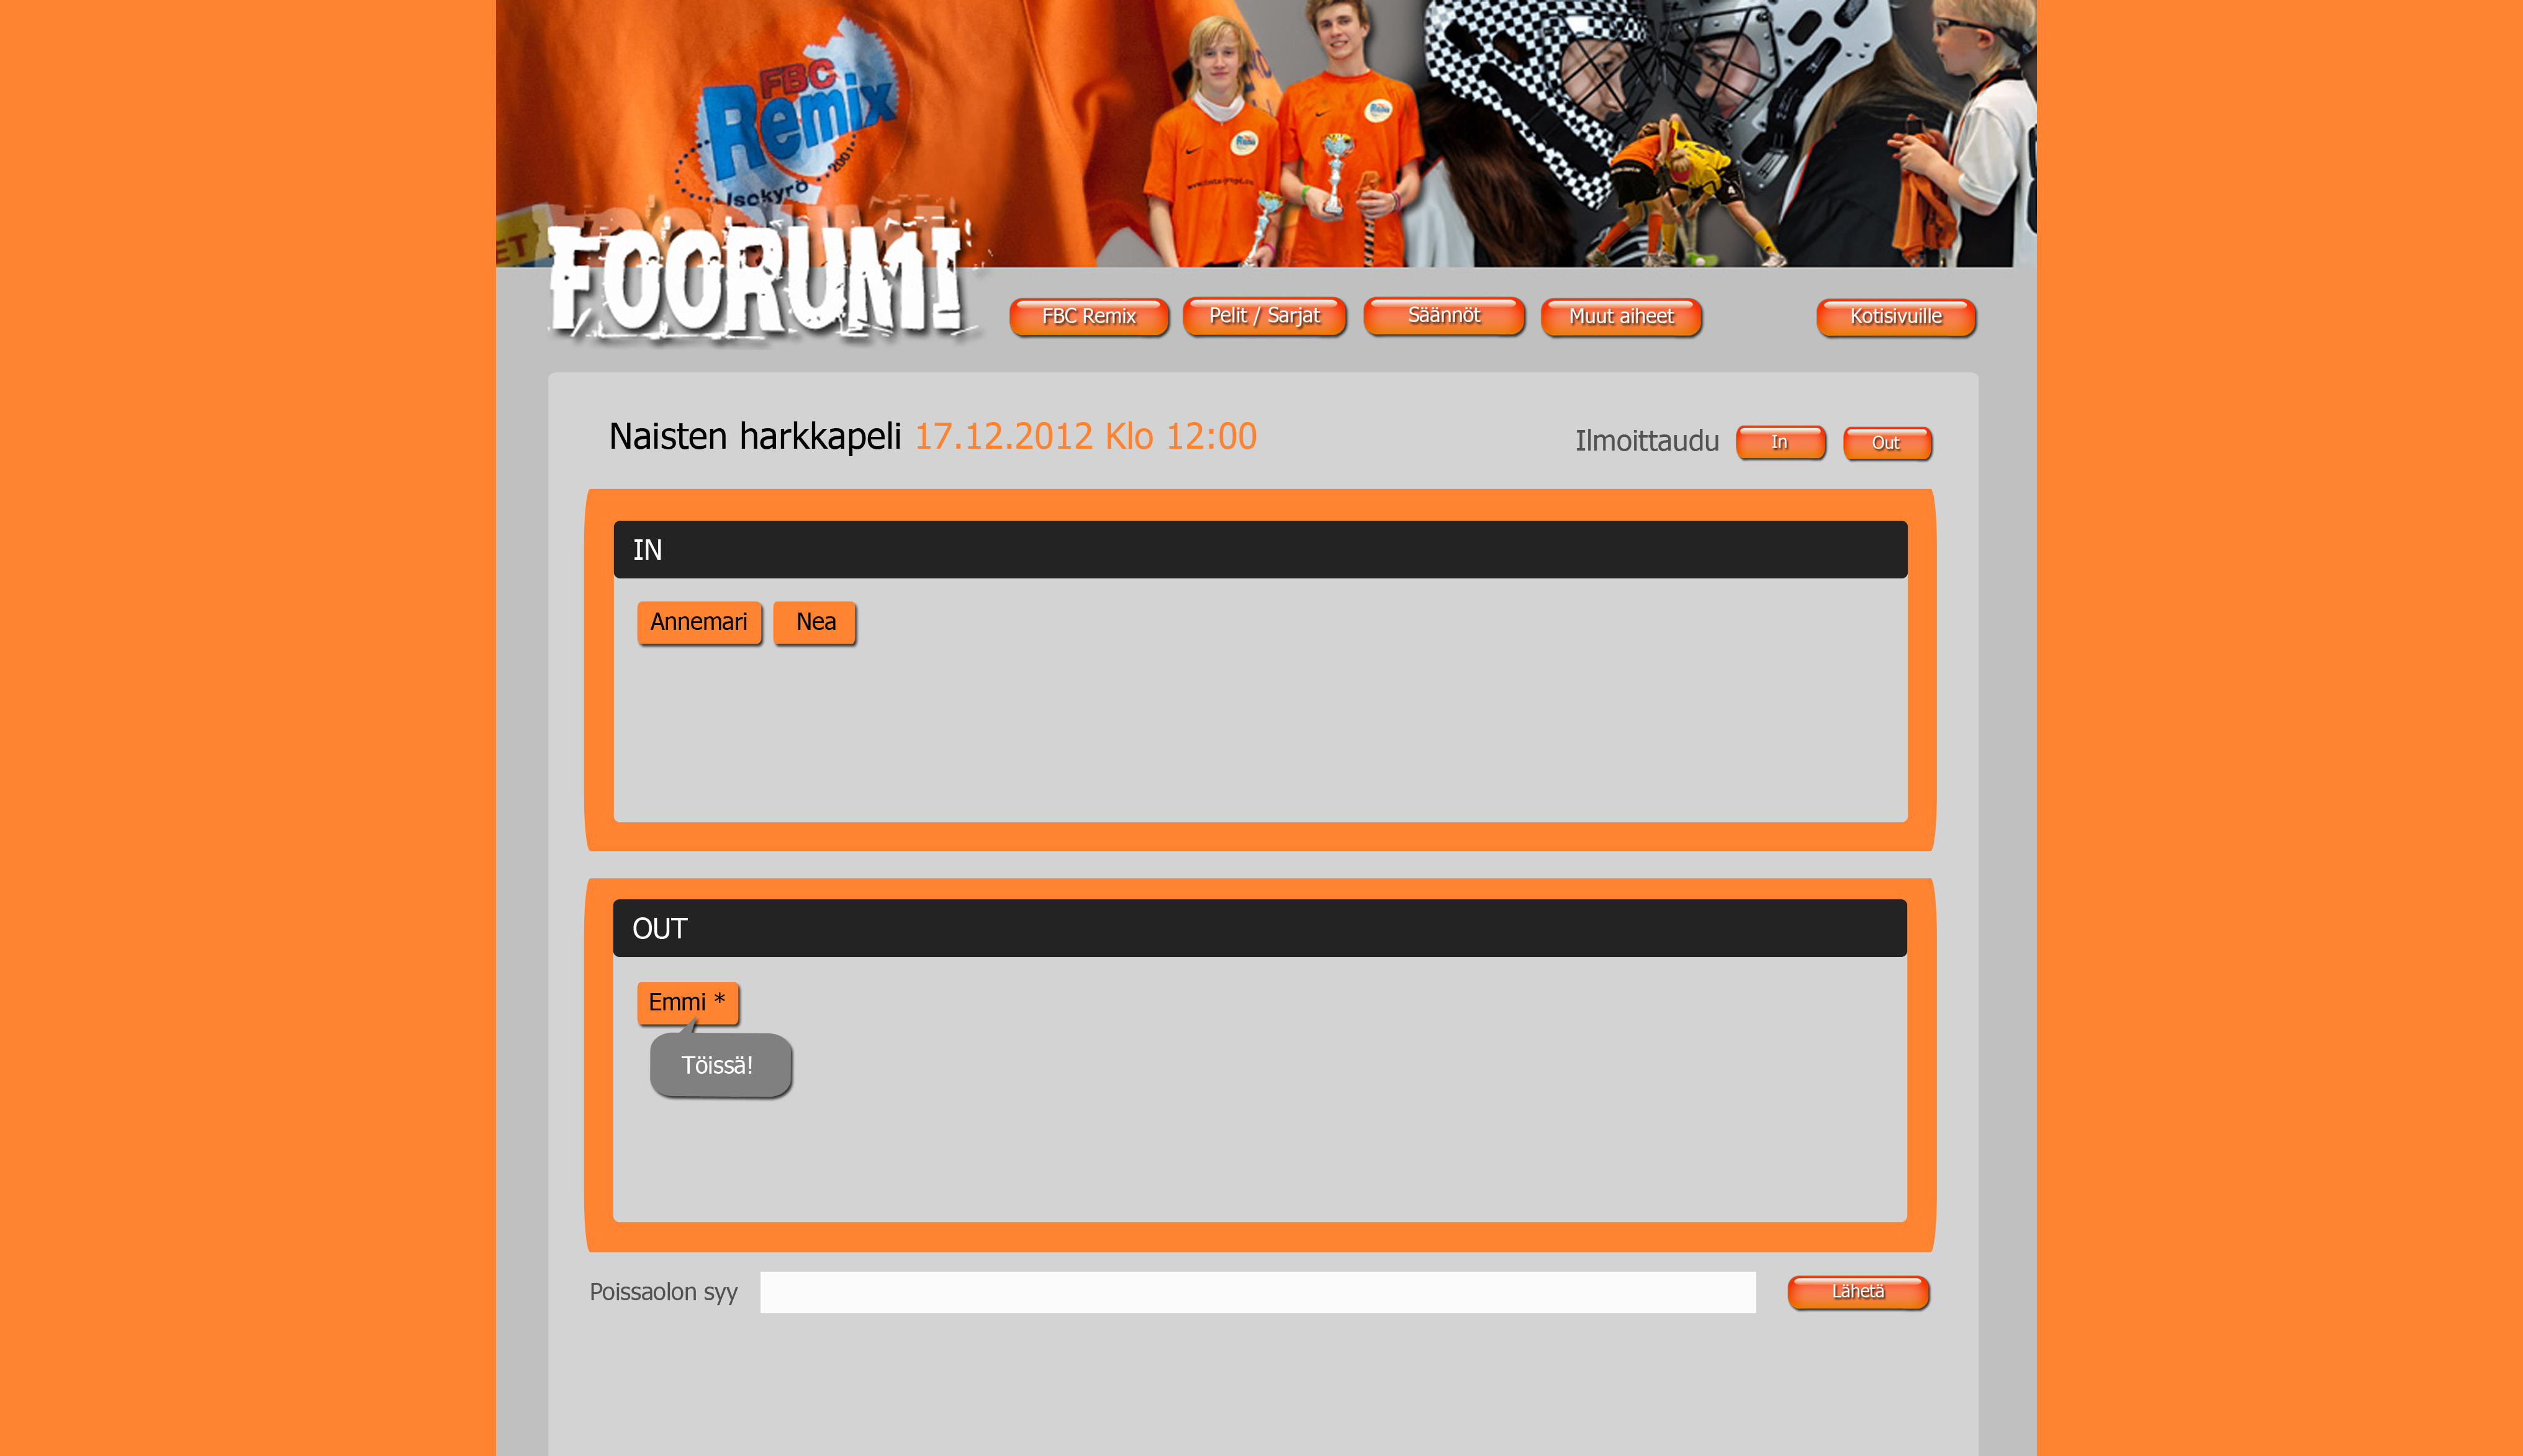 FBC
Remix
2001
Isokyrö
ET
FOORUMI
FBC Remix
Pelit / Sarjat
Säännöt
Muut aiheet
Kotisivuille
Naisten harkkapeli 17.12.2012 Klo 12:00
Ilmoittaudu
In
Out
IN
Annemari
Nea
OUT
Emmi *
Töissä!
Poissaolon syy
Lähetä